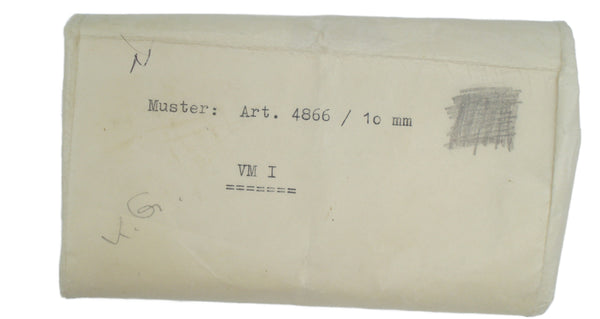 N
Muster: Art. 4866 / 10 mm
VM I
=======